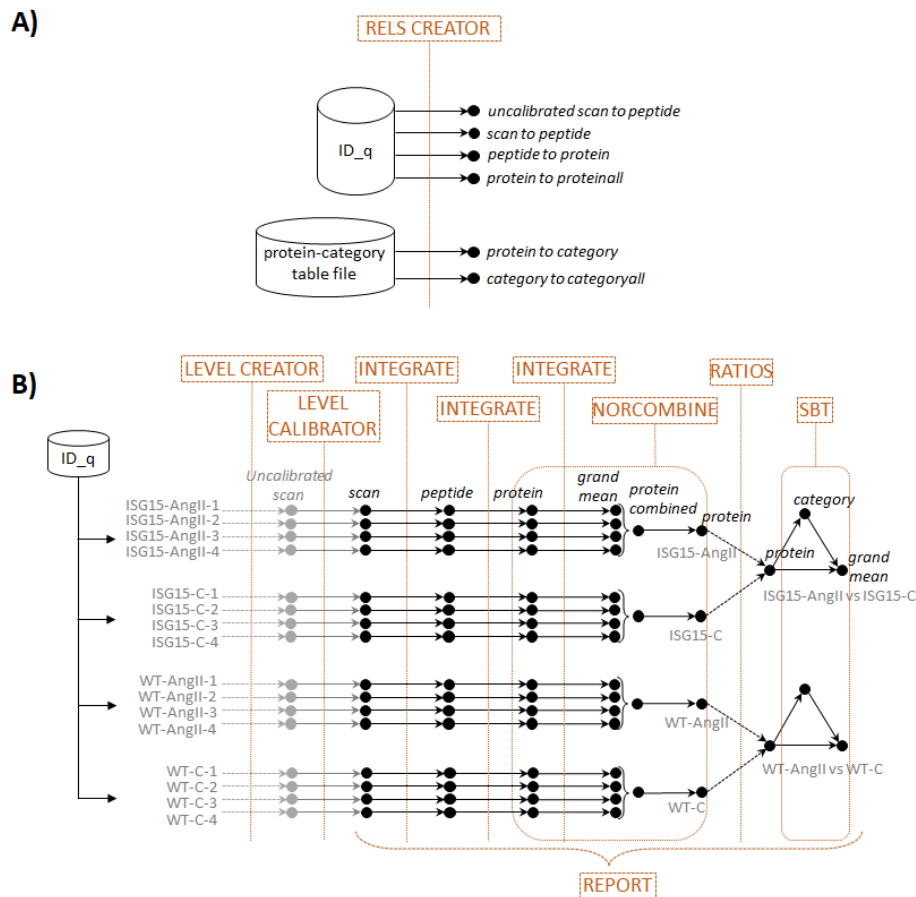 A)
RELS CREATOR
ID_q
uncalibrated scan to peptide
scan to peptide
peptide to protein
protein to proteinall
protein-category
table file
protein to category
category to categoryall
B)
LEVEL CREATOR
INTEGRATE
INTEGRATE
RATIOS
LEVEL
CALIBRATOR
INTEGRATE
NORCOMBINE
SBT
ID_q
Uncalibrated
scan
scan
peptide
protein
grand
mean
protein
combined
protein
category
protein
grand
mean
ISG15-AngII-1
ISG15-AngII-2
ISG15-AngII-3
ISG15-AngII-4
ISG15-AngII
ISG15-AngII vs ISG15-C
ISG15-C-1
ISG15-C-2
ISG15-C-3
ISG15-C-4
ISG15-C
WT-AngII-1
WT-AngII-2
WT-AngII-3
WT-AngII-4
WT-AngII
WT-AngII vs WT-C
WT-C-1
WT-C-2
WT-C-3
WT-C-4
WT-C
REPORT